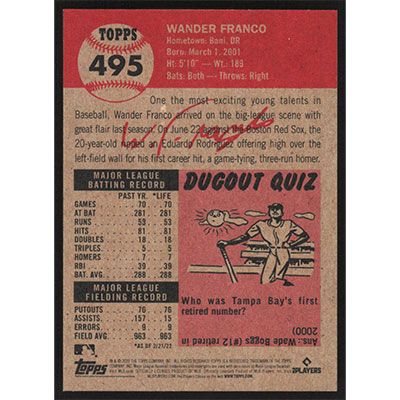 TOPPS
495
WANDER FRANCO
Hometown: Bani, DR
Born: March 1, 2001
Ht: 5'10" – Wt.: 189
Bats: Both – Throws: Right
One of the most exciting young talents in
Baseball, Wander Franco arrived on the big-league scene with
great flair last season. On June 22 against the Boston Red Sox, the
20-year-old ripped an Eduardo Rodriguez offering high over the
left-field wall for his first career hit, a game-tying, three-run homer.
MAJOR LEAGUE
BATTING RECORD
PAST YR. *LIFE
GAMES 70 70
AT BAT 281 281
RUNS 53 53
HITS 81 81
DOUBLES 18 18
TRIPLES 5 5
HOMERS 7 7
RBI 39 39
BAT. AVG. .288 .288
MAJOR LEAGUE
FIELDING RECORD
PUTOUTS 76 76
ASSISTS 157 157
ERRORS 9 9
FIELD AVG. .963 .963
*AS OF 2/21/22
DUGOUT QUIZ
Who was Tampa Bay's first
retired number?
Ans: Wade Boggs (#12 retired in
2000)
topps
PLAYERS